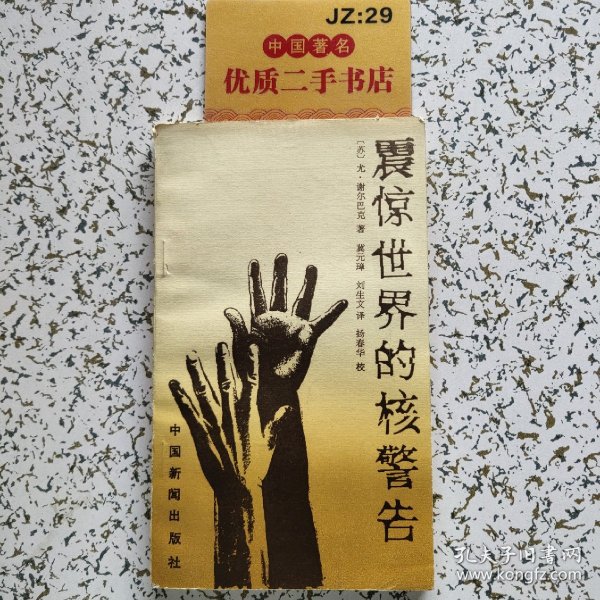 JZ:29
中国著名
优质二手书店
震惊世界的核警告
〔苏〕尤·谢尔巴克 著 冀元璋 刘生文译 扬春华 校
中国新闻出版社
孔夫子旧书网
www.kongfz.com